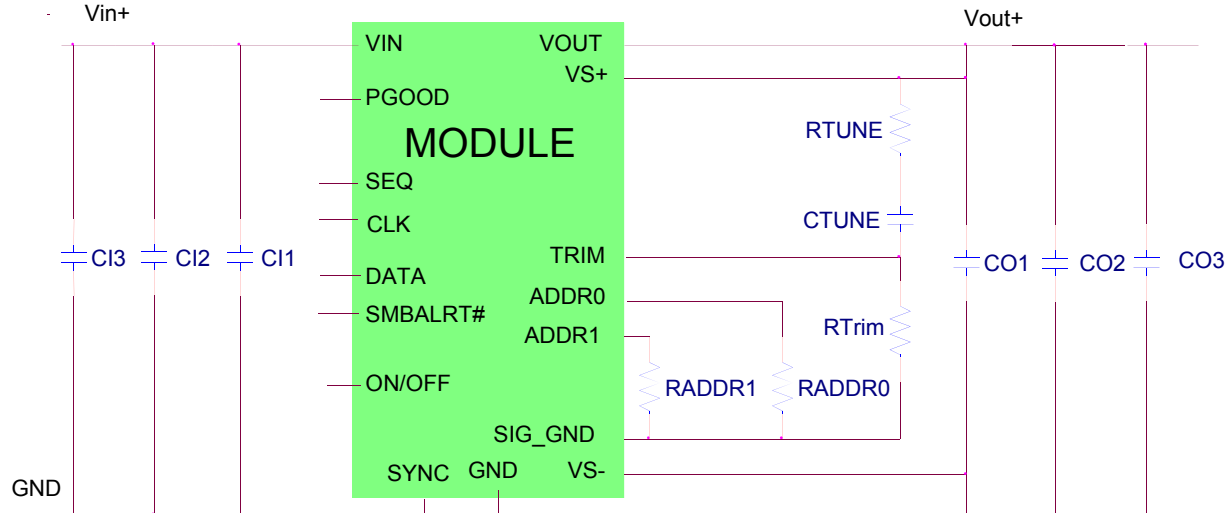 Vin+
Vout+
VIN
VOUT
VS+
PGOOD
RTUNE
MODULE
SEQ
CLK
CTUNE
CI3
CI2
CI1
TRIM
CO1
CO2
CO3
DATA
ADDR0
SMBALRT#
ADDR1
RTrim
ON/OFF
RADDR1
RADDR0
SIG_GND
SYNC
GND
VS-
GND